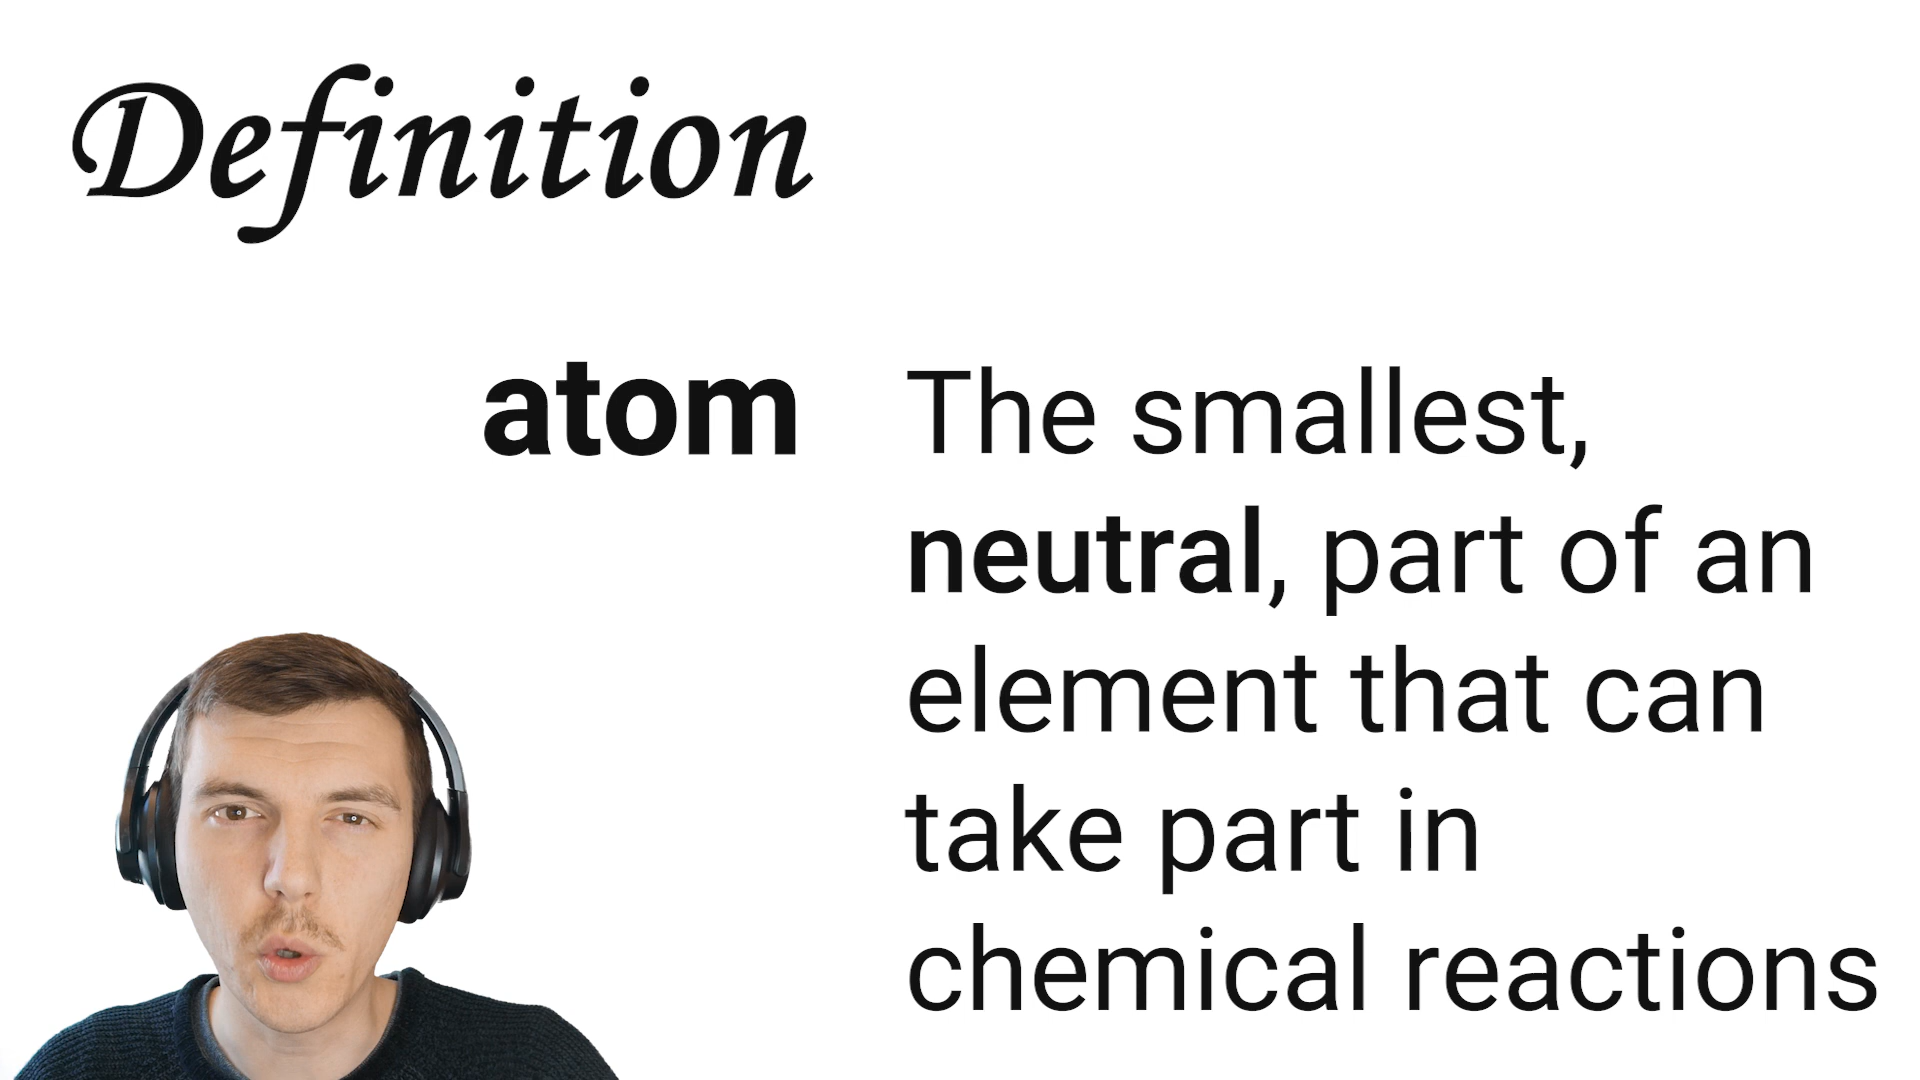 Definition
atom
The smallest,
neutral, part of an
element that can
take part in
chemical reactions